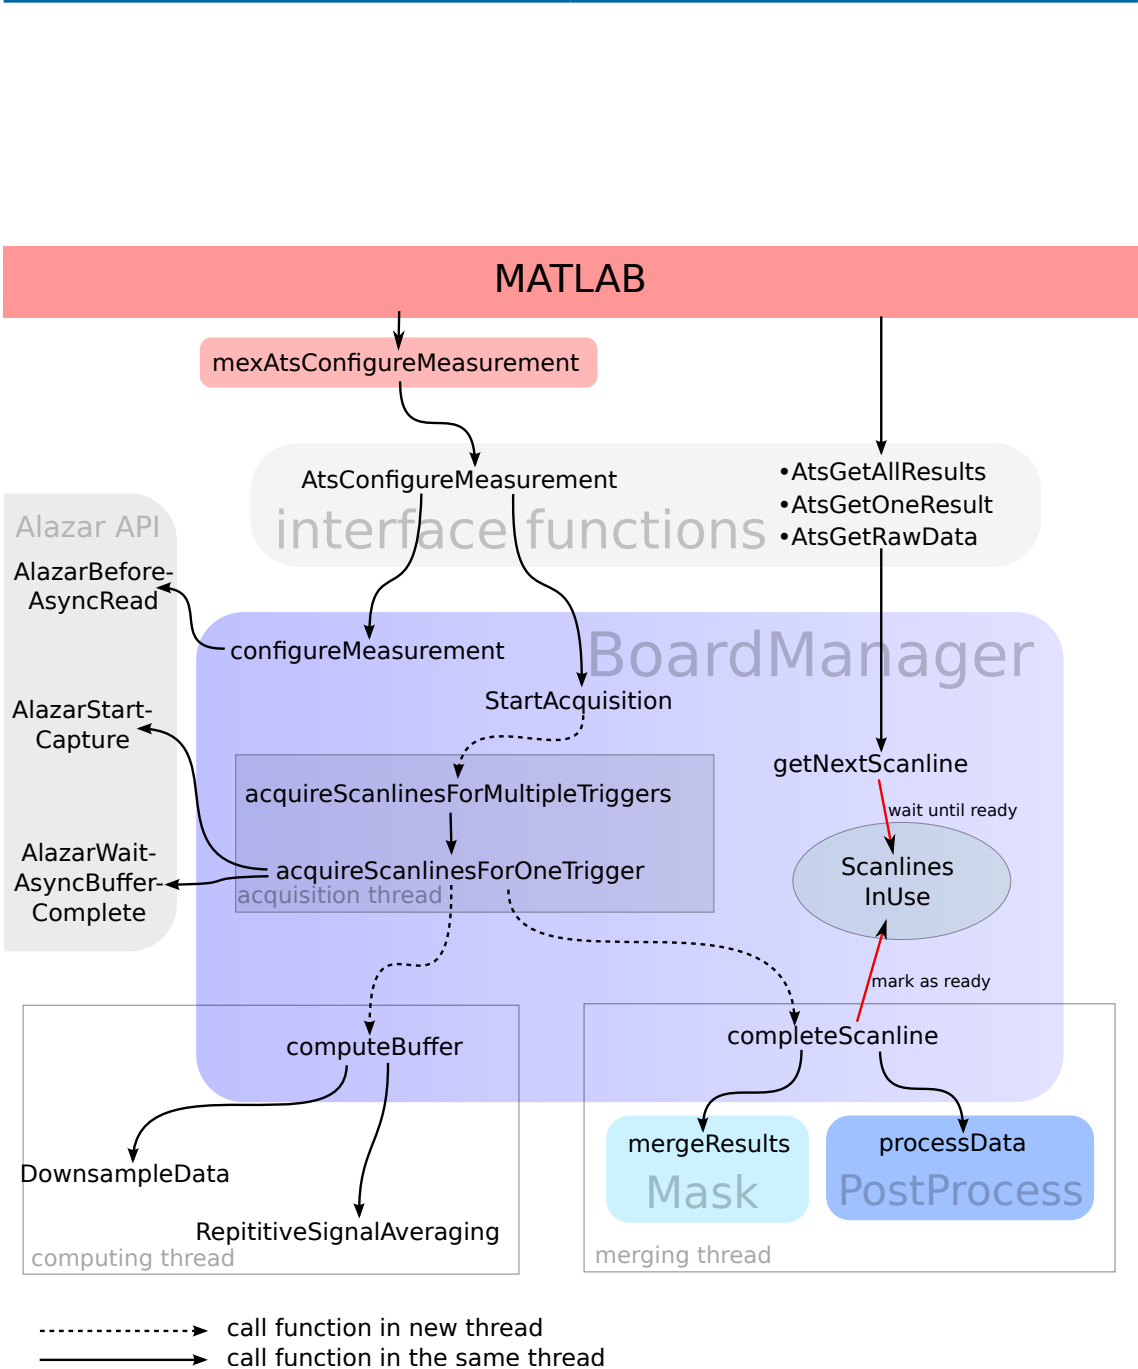 MATLAB
mexAtsConfigureMeasurement
AtsConfigureMeasurement
interface functions
•AtsGetAllResults
•AtsGetOneResult
•AtsGetRawData
Alazar API
AlazarBefore-
AsyncRead
AlazarStart-
Capture
AlazarWait-
AsyncBuffer-
Complete
BoardManager
configureMeasurement
StartAcquisition
acquireScanlinesForMultipleTriggers
acquireScanlinesForOneTrigger
acquisition thread
getNextScanline
wait until ready
Scanlines
InUse
mark as ready
computeBuffer
completeScanline
DownsampleData
RepititiveSignalAveraging
computing thread
mergeResults
Mask
processData
PostProcess
merging thread
call function in new thread
call function in the same thread